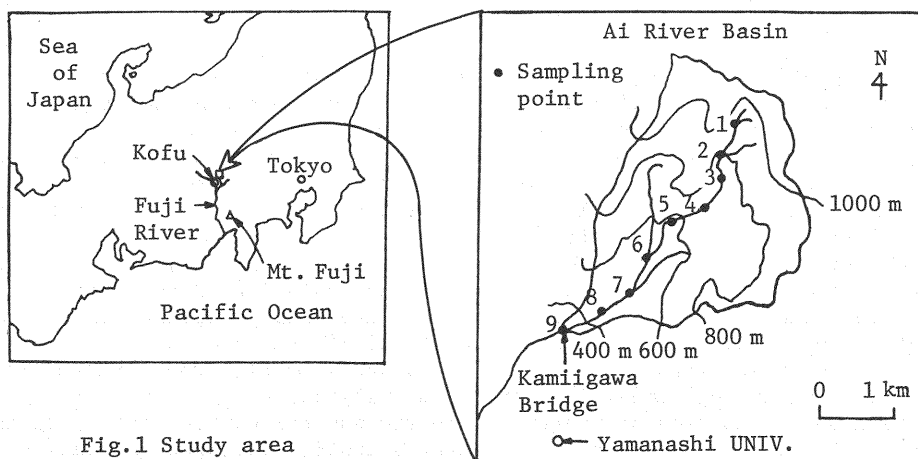 Sea
of
Japan
Kofu
Tokyo
Fuji
River
Mt. Fuji
Pacific Ocean
Fig.1 Study area
Ai River Basin
Sampling
point
N
1
2
3
4
5
6
7
8
9
1000 m
800 m
600 m
400 m
Kamiigawa
Bridge
0 1 km
Yamanashi UNIV.